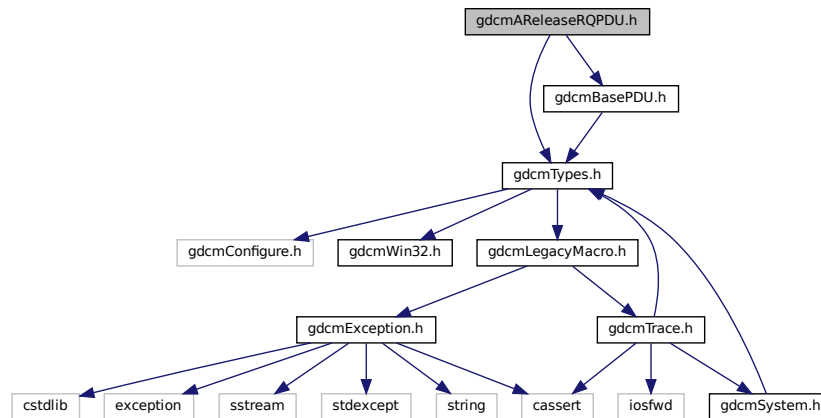 gdcmAReleaseRQPDU.h
gdcmBasePDU.h
gdcmTypes.h
gdcmConfigure.h
gdcmWin32.h
gdcmLegacyMacro.h
gdcmException.h
gdcmTrace.h
cstdlib
exception
sstream
stdexcept
string
cassert
iosfwd
gdcmSystem.h